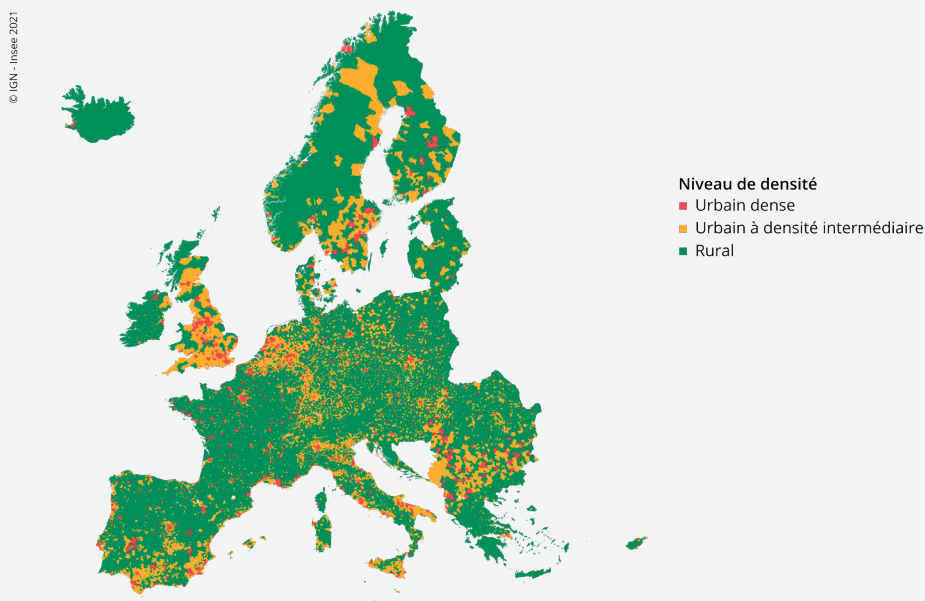 © IGN - Insee 2021
Niveau de densité
Urbain dense
Urbain à densité intermédiaire
Rural